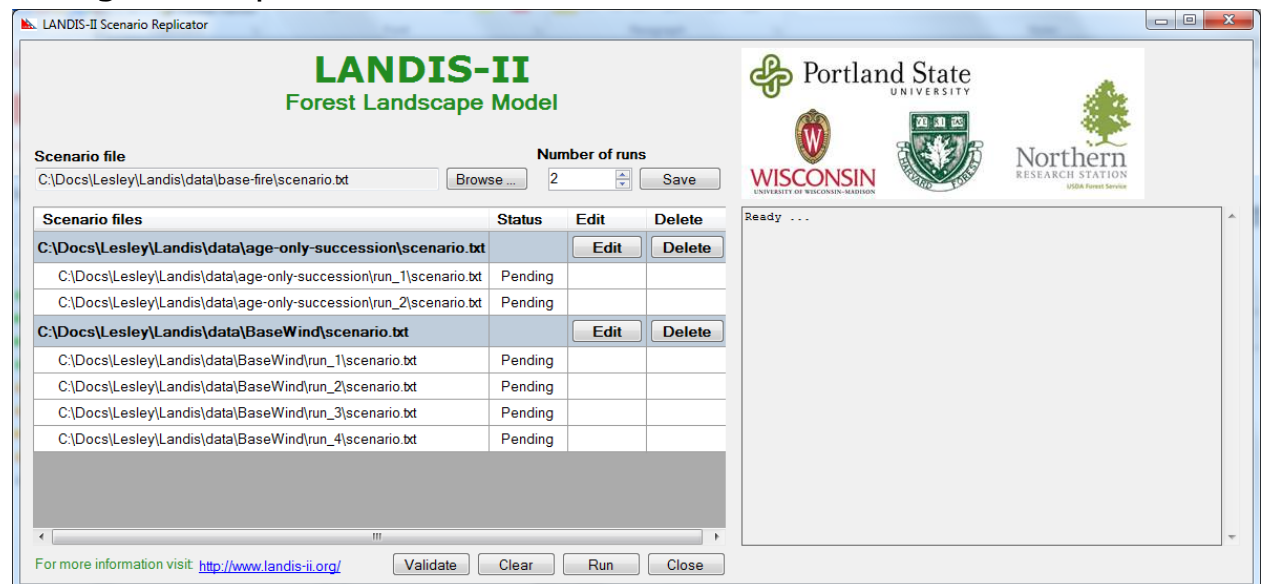 LANDIS-II Scenario Replicator
LANDIS-II
Forest Landscape Model
Scenario file
Number of runs
C:\Docs\Lesley\Landis\data\base-fire\scenario.txt
Browse ...
2
Save
Scenario files Status Edit Delete
C:\Docs\Lesley\Landis\data\age-only-succession\scenario.txt Edit Delete
C:\Docs\Lesley\Landis\data\age-only-succession\run_1\scenario.txt Pending
C:\Docs\Lesley\Landis\data\age-only-succession\run_2\scenario.txt Pending
C:\Docs\Lesley\Landis\data\BaseWind\scenario.txt Edit Delete
C:\Docs\Lesley\Landis\data\BaseWind\run_1\scenario.txt Pending
C:\Docs\Lesley\Landis\data\BaseWind\run_2\scenario.txt Pending
C:\Docs\Lesley\Landis\data\BaseWind\run_3\scenario.txt Pending
C:\Docs\Lesley\Landis\data\BaseWind\run_4\scenario.txt Pending
For more information visit: http://www.landis-ii.org/
Validate Clear Run Close
Portland State
UNIVERSITY
W
WISCONSIN
UNIVERSITY OF WISCONSIN-MADISON
HARVARD FOREST
Northern
RESEARCH STATION
USDA Forest Service
Ready ...